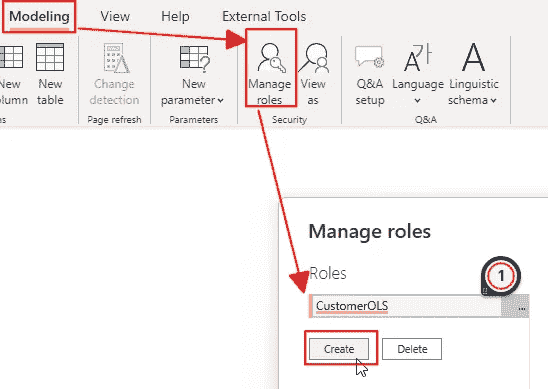 Modeling View Help External Tools
New New Change New Manage View Q&A Language Linguistic
column table detection parameter roles as setup schema
Page refresh Parameters Security Q&A
Manage roles
Roles
1
CustomerOLS ...
Create Delete